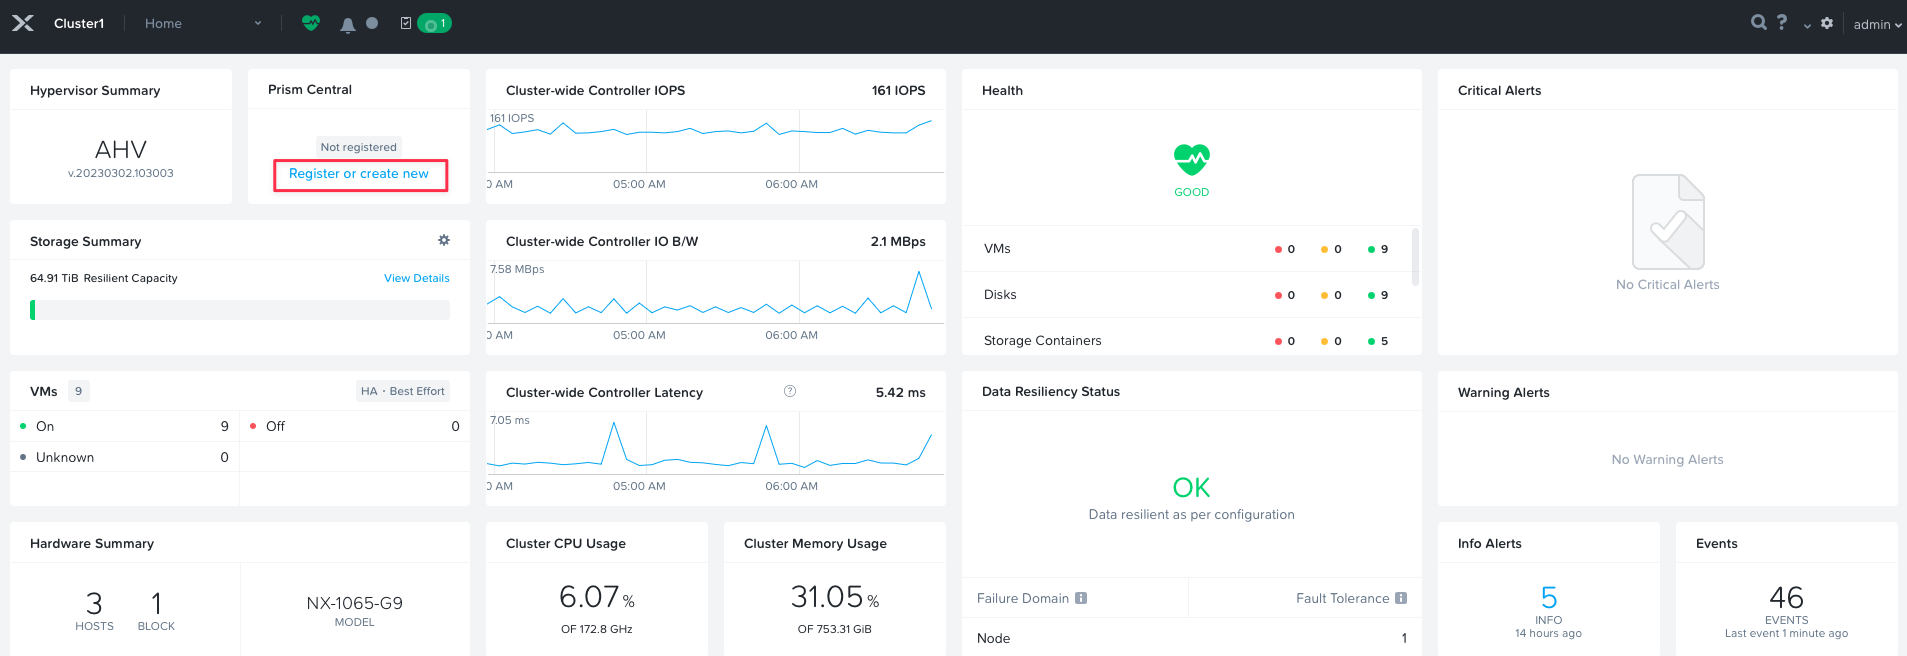 Cluster1
Home
1
admin
Hypervisor Summary
AHV
v.20230302.103003
Prism Central
Not registered
Register or create new
Cluster-wide Controller IOPS
161 IOPS
161 IOPS
0 AM
05:00 AM
06:00 AM
Health
GOOD
VMs
0
0
9
Disks
0
0
9
Storage Containers
0
0
5
Critical Alerts
No Critical Alerts
Storage Summary
64.91 TiB Resilient Capacity
View Details
Cluster-wide Controller IO B/W
2.1 MBps
7.58 MBps
0 AM
05:00 AM
06:00 AM
VMs
9
HA · Best Effort
On
9
Off
0
Unknown
0
Cluster-wide Controller Latency
?
5.42 ms
7.05 ms
0 AM
05:00 AM
06:00 AM
Data Resiliency Status
OK
Data resilient as per configuration
Failure Domain
Fault Tolerance
Node
1
Warning Alerts
No Warning Alerts
Hardware Summary
3
HOSTS
1
BLOCK
NX-1065-G9
MODEL
Cluster CPU Usage
6.07 %
OF 172.8 GHz
Cluster Memory Usage
31.05 %
OF 753.31 GiB
Info Alerts
5
INFO
14 hours ago
Events
46
EVENTS
Last event 1 minute ago